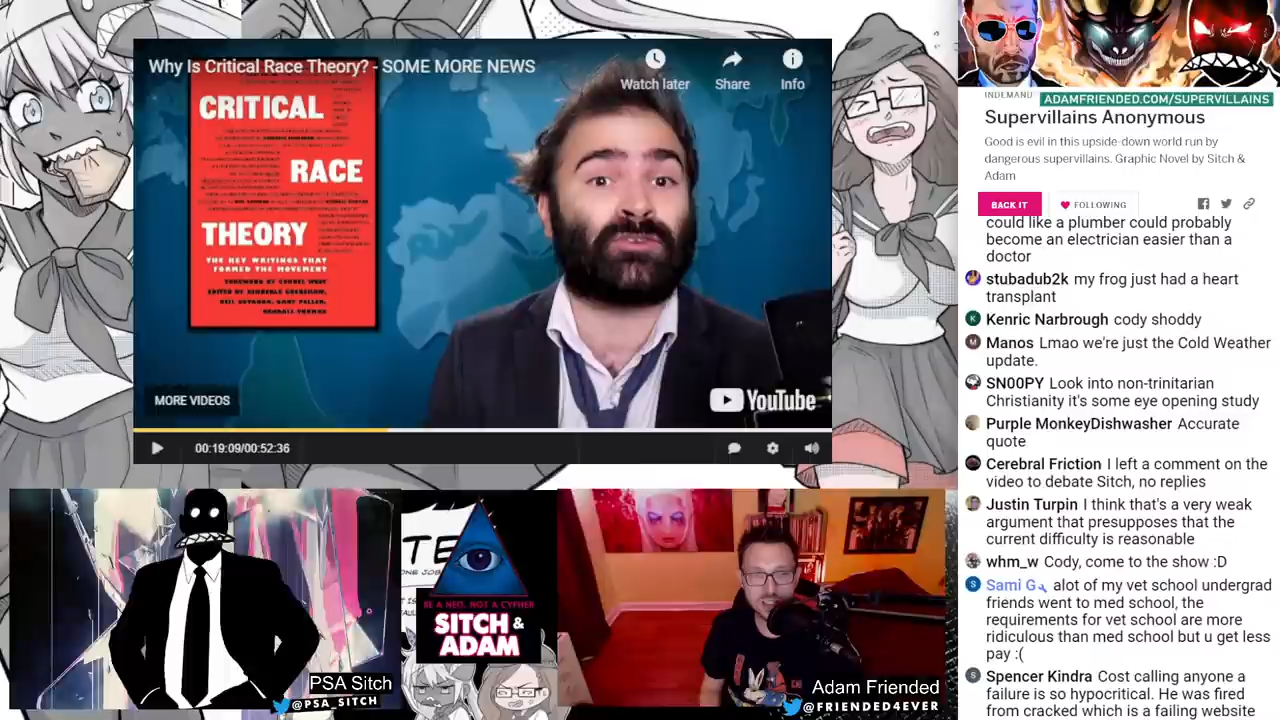 Why Is Critical Race Theory? - SOME MORE NEWS
Watch later
Share
Info
CRITICAL
RACE
THEORY
THE KEY WRITINGS THAT
FORMED THE MOVEMENT
FOREWORD BY CORNEL WEST
MORE VIDEOS
YouTube
00:19:09/00:52:36
BE A NEO, NOT A CYPHER
SITCH &
ADAM
PSA Sitch
@PSA_SITCH
Adam Friended
@FRIENDED4EVER
INDEMAND
ADAMFRIENDED.COM/SUPERVILLAINS
Supervillains Anonymous
Good is evil in this upside-down world run by
dangerous supervillains. Graphic Novel by Sitch &
Adam
BACK IT
FOLLOWING
could like a plumber could probably
become an electrician easier than a
doctor
stubadub2k my frog just had a heart
transplant
Kenric Narbrough cody shoddy
Manos Lmao we're just the Cold Weather
update.
SN00PY Look into non-trinitarian
Christianity it's some eye opening study
Purple MonkeyDishwasher Accurate
quote
Cerebral Friction I left a comment on the
video to debate Sitch, no replies
Justin Turpin I think that's a very weak
argument that presupposes that the
current difficulty is reasonable
whm_w Cody, come to the show :D
Sami G alot of my vet school undergrad
friends went to med school, the
requirements for vet school are more
ridiculous than med school but u get less
pay :(
Spencer Kindra Cost calling anyone a
failure is so hypocritical. He was fired
from cracked which is a failing website